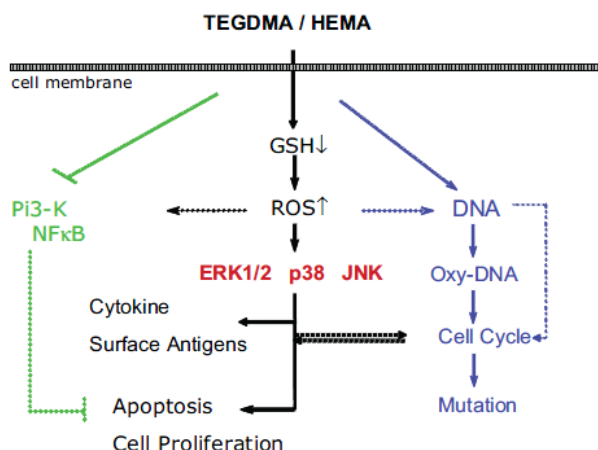 TEGDMA / HEMA
cell membrane
GSH↓
Pi3-K
NFκB
ROS↑
DNA
ERK1/2 p38 JNK
Oxy-DNA
Cytokine
Surface Antigens
Cell Cycle
Apoptosis
Mutation
Cell Proliferation